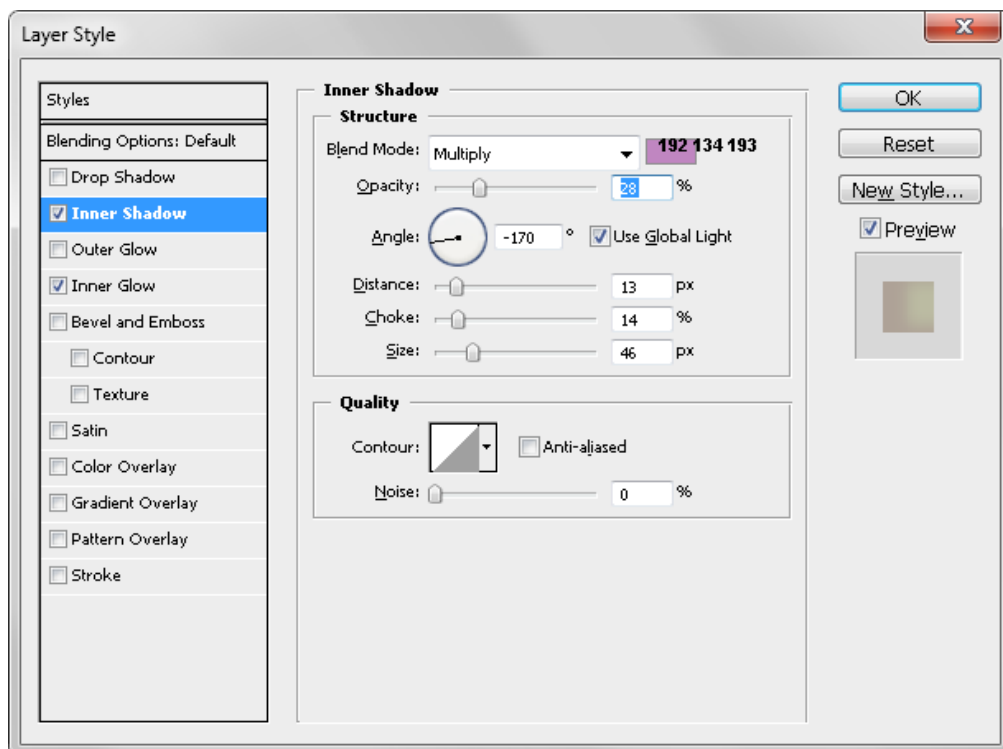 Layer Style
X
Styles
Blending Options: Default
Drop Shadow
Inner Shadow
Outer Glow
Inner Glow
Bevel and Emboss
Contour
Texture
Satin
Color Overlay
Gradient Overlay
Pattern Overlay
Stroke
Inner Shadow
Structure
Blend Mode: Multiply 192 134 193
Opacity: 28 %
Angle: -170 ° Use Global Light
Distance: 13 px
Choke: 14 %
Size: 46 px
Quality
Contour: Anti-aliased
Noise: 0 %
OK
Reset
New Style...
Preview